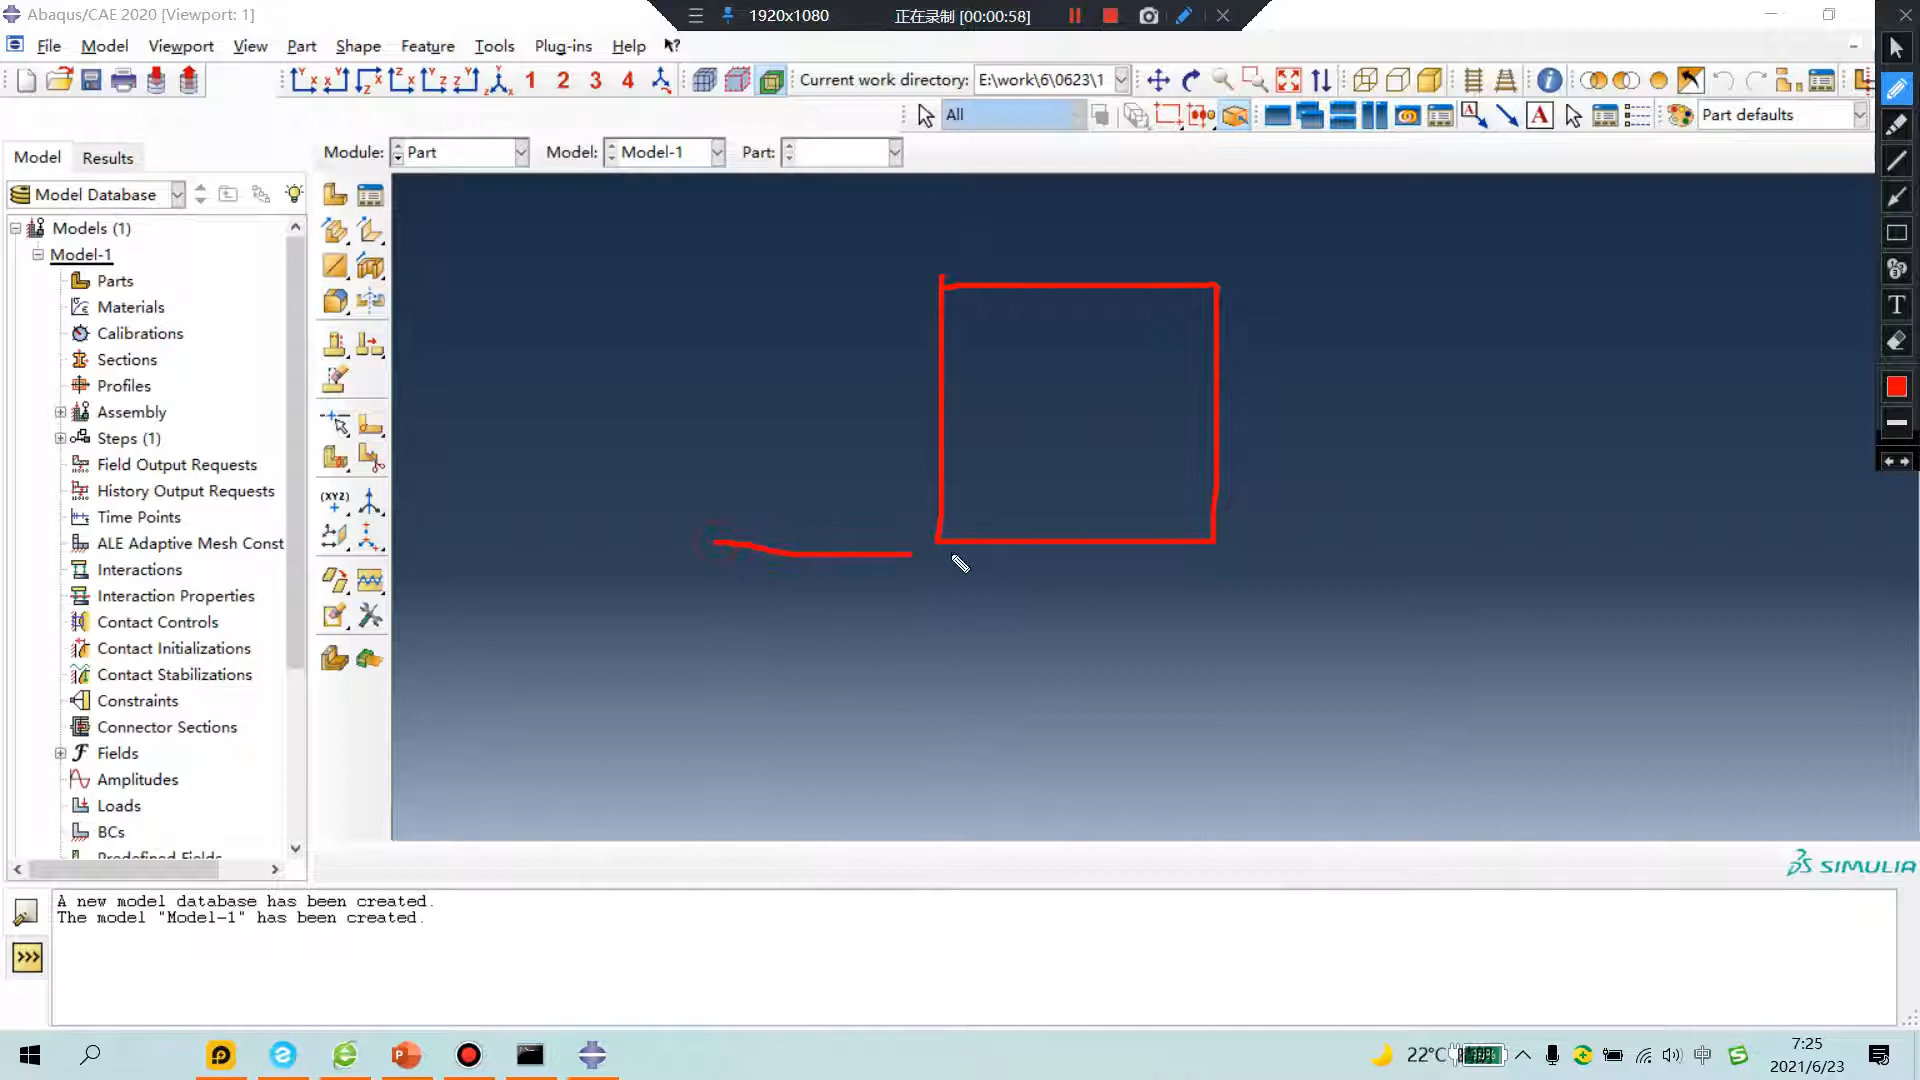 Abaqus/CAE 2020 [Viewport: 1]
1920x1080
正在录制 [00:00:58]
File Model Viewport View Part Shape Feature Tools Plug-ins Help
1 2 3 4
Current work directory: E:\work\6\0623\1
All
Part defaults
Model Results
Module: Part Model: Model-1 Part:
Model Database
Models (1)
Model-1
Parts
Materials
Calibrations
Sections
Profiles
Assembly
Steps (1)
Field Output Requests
History Output Requests
Time Points
ALE Adaptive Mesh Const
Interactions
Interaction Properties
Contact Controls
Contact Initializations
Contact Stabilizations
Constraints
Connector Sections
Fields
Amplitudes
Loads
BCs
Predefined Fields
(XYZ)
SIMULIA
A new model database has been created.
The model "Model-1" has been created.
22°C
中
7:25
2021/6/23